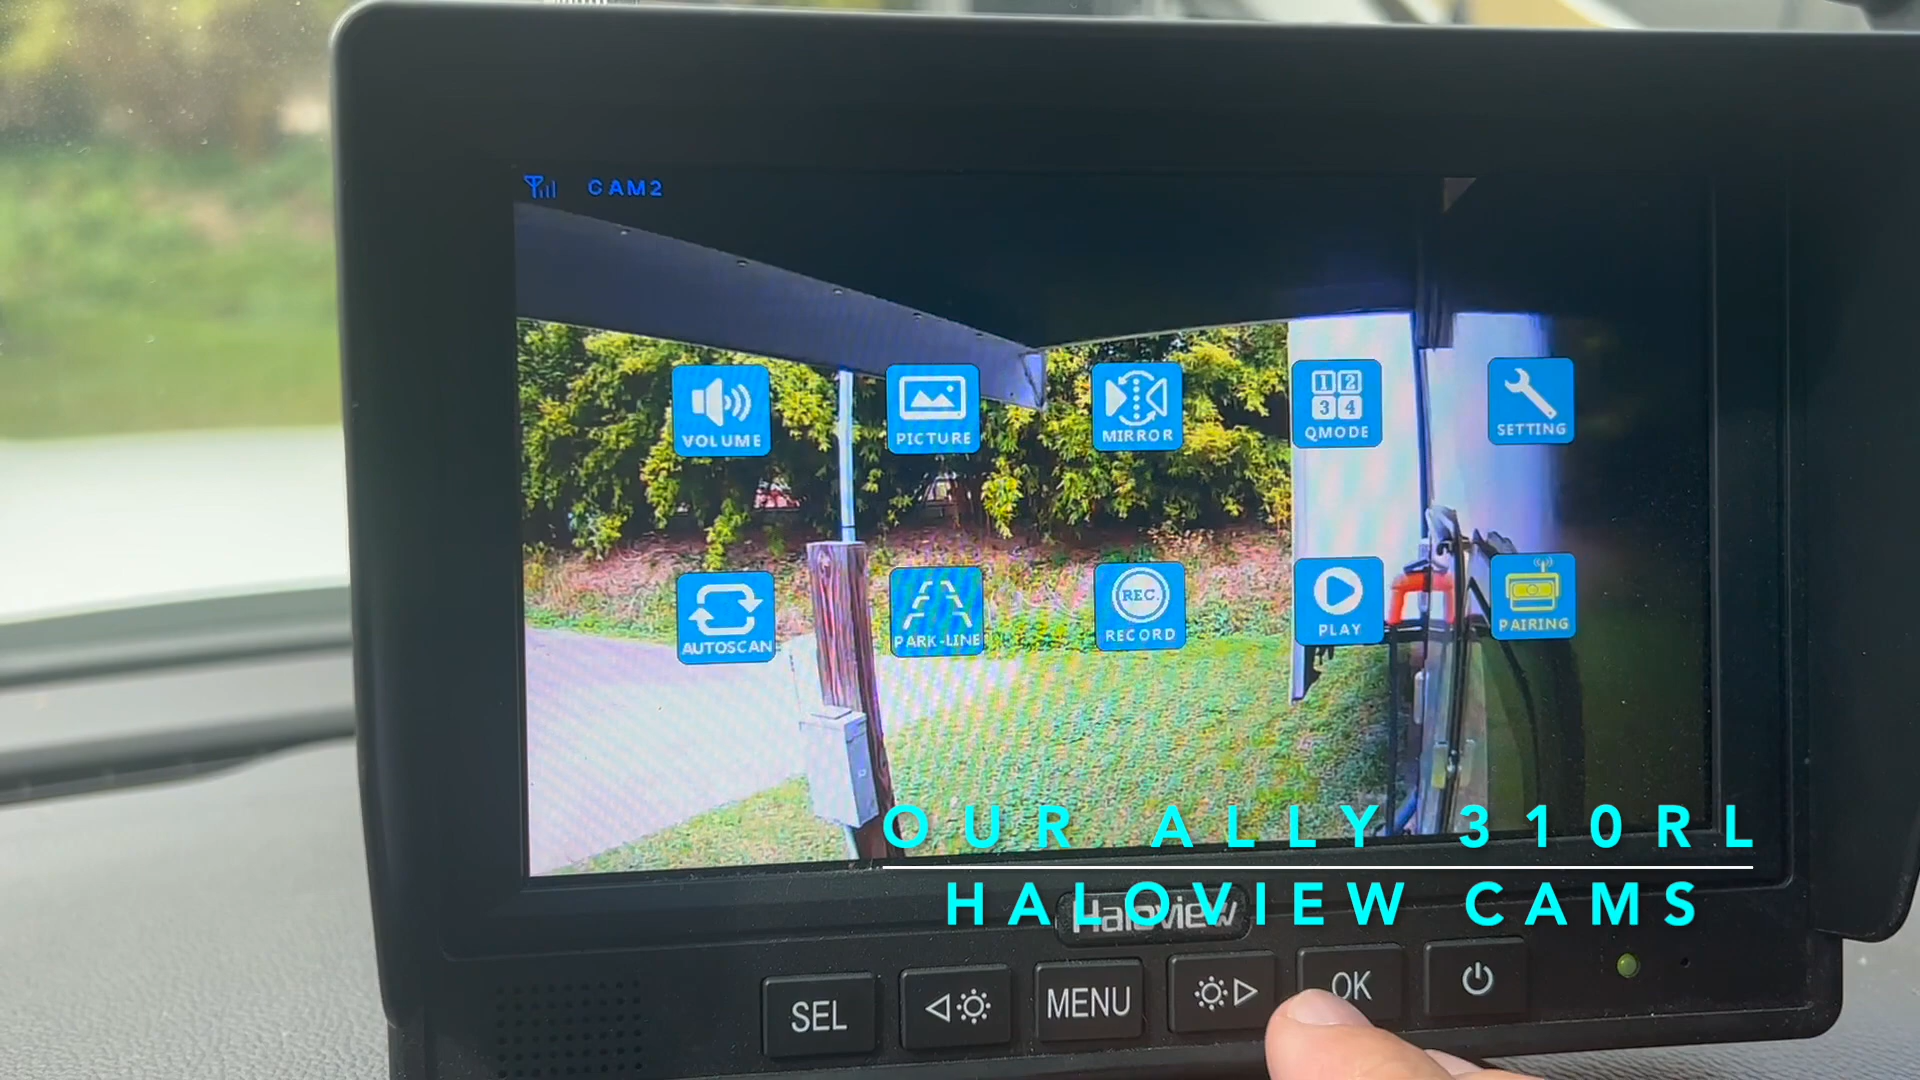 CAM2
VOLUME
PICTURE
MIRROR
1 2
3 4
QMODE
SETTING
AUTOSCAN
PARK-LINE
REC.
RECORD
PLAY
PAIRING
OUR ALLY 310RL
HALOVIEW CAMS
Haloview
SEL
MENU
OK